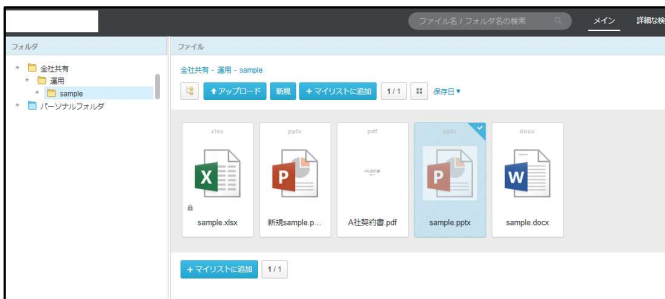 ファイル名 / フォルダ名の検索
メイン
詳細な検
フォルダ
ファイル
会社共有
運用
sample
パーソナルフォルダ
会社共有 - 運用 - sample
アップロード
新規
+ マイリストに追加
1 / 1
保存日▼
xlsx
pptx
pdf
pptx
docx
X
P
P
W
sample.xlsx
新規sample.p...
A社契約書.pdf
sample.pptx
sample.docx
+ マイリストに追加
1 / 1